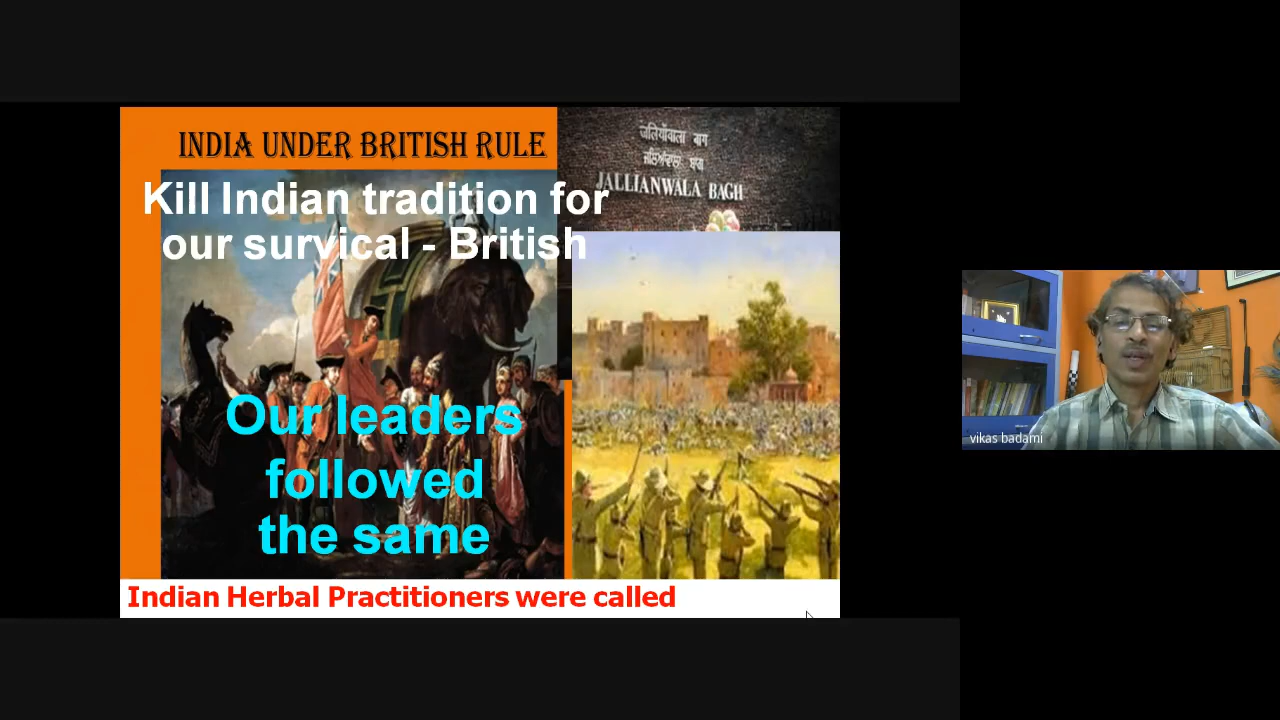 INDIA UNDER BRITISH RULE
Kill Indian tradition for
our survical - British
जलियाँवाला बाग
ਜਲ੍ਹਿਆਂਵਾਲਾ ਬਾਗ
JALLIANWALA BAGH
Our leaders
followed
the same
Indian Herbal Practitioners were called
vikas badami